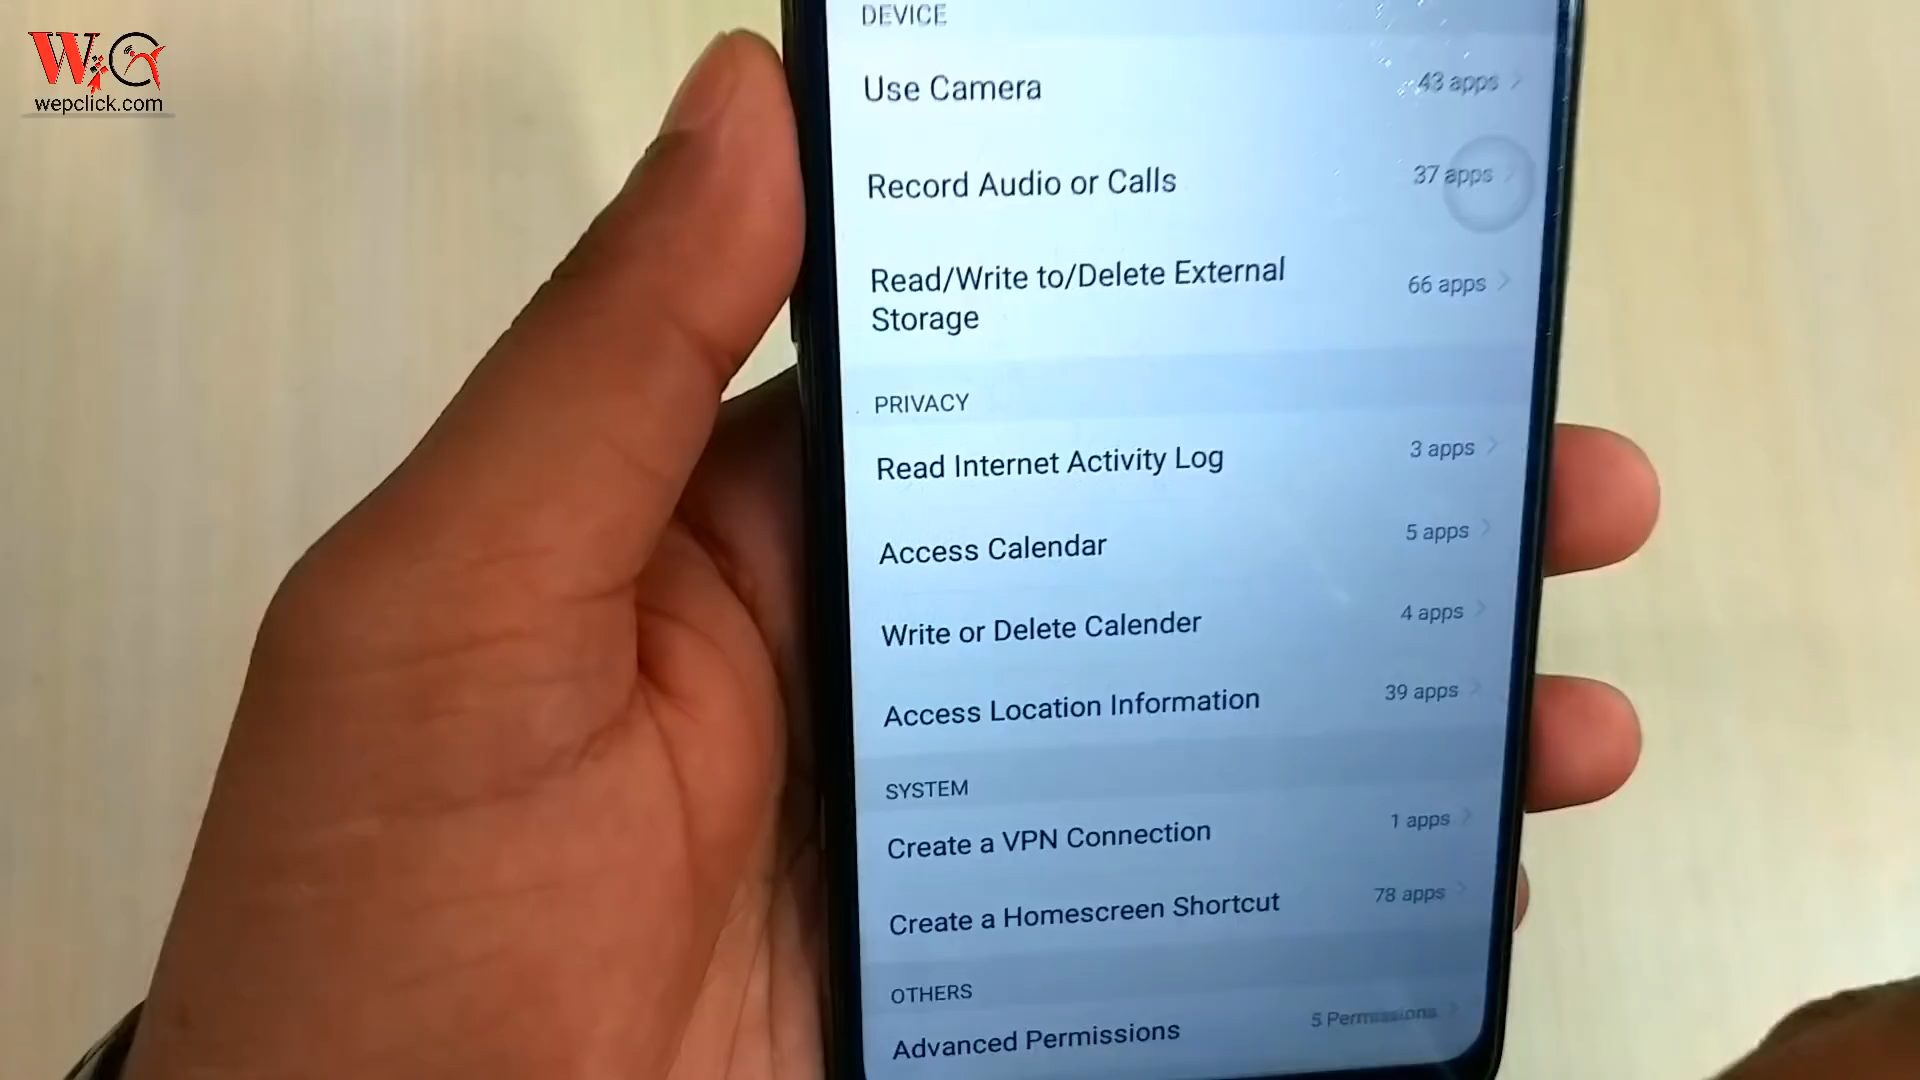 WC
wepclick.com
DEVICE
Use Camera 43 apps
Record Audio or Calls 37 apps
Read/Write to/Delete External
Storage 66 apps
PRIVACY
Read Internet Activity Log 3 apps
Access Calendar 5 apps
Write or Delete Calender 4 apps
Access Location Information 39 apps
SYSTEM
Create a VPN Connection 1 apps
Create a Homescreen Shortcut 78 apps
OTHERS
Advanced Permissions 5 Permissions